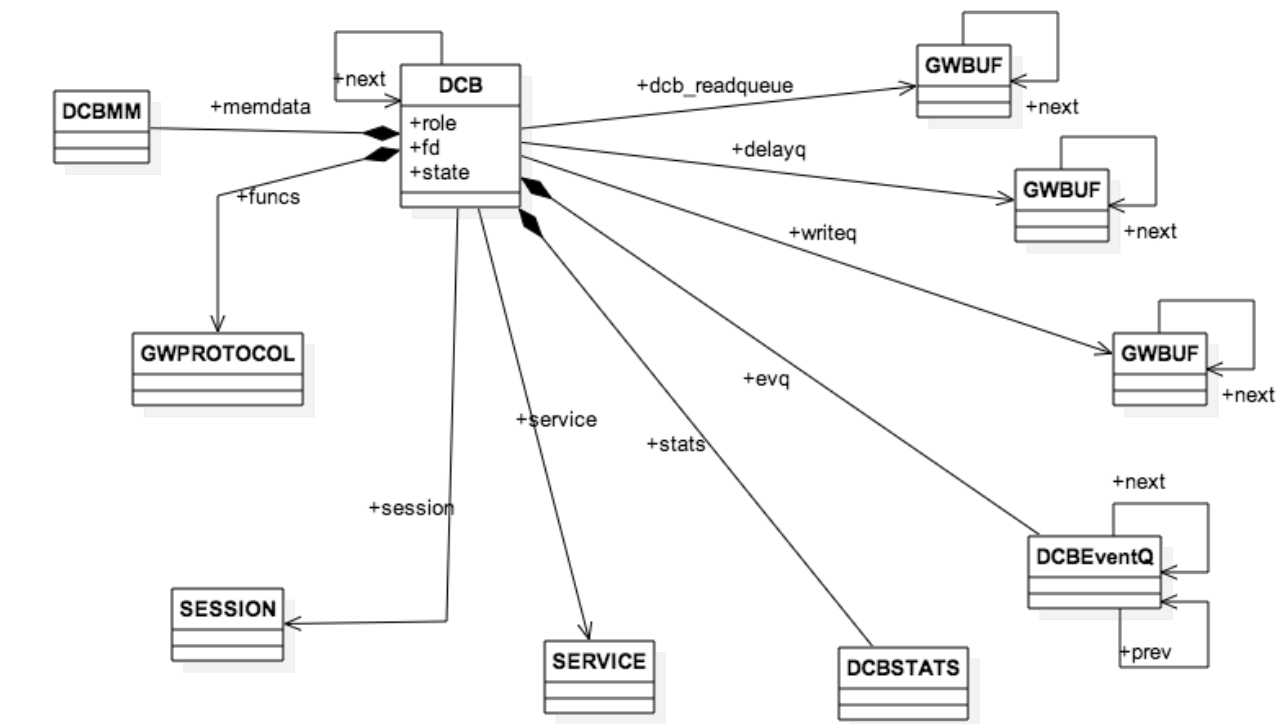 GWBUF
+next
DCB
+next
+role
+fd
+state
DCBMM
+memdata
+dcb_readqueue
+delayq
GWBUF
+next
+funcs
+writeq
GWPROTOCOL
GWBUF
+next
+evq
+service
+stats
+next
+session
DCBEventQ
+prev
SESSION
SERVICE
DCBSTATS